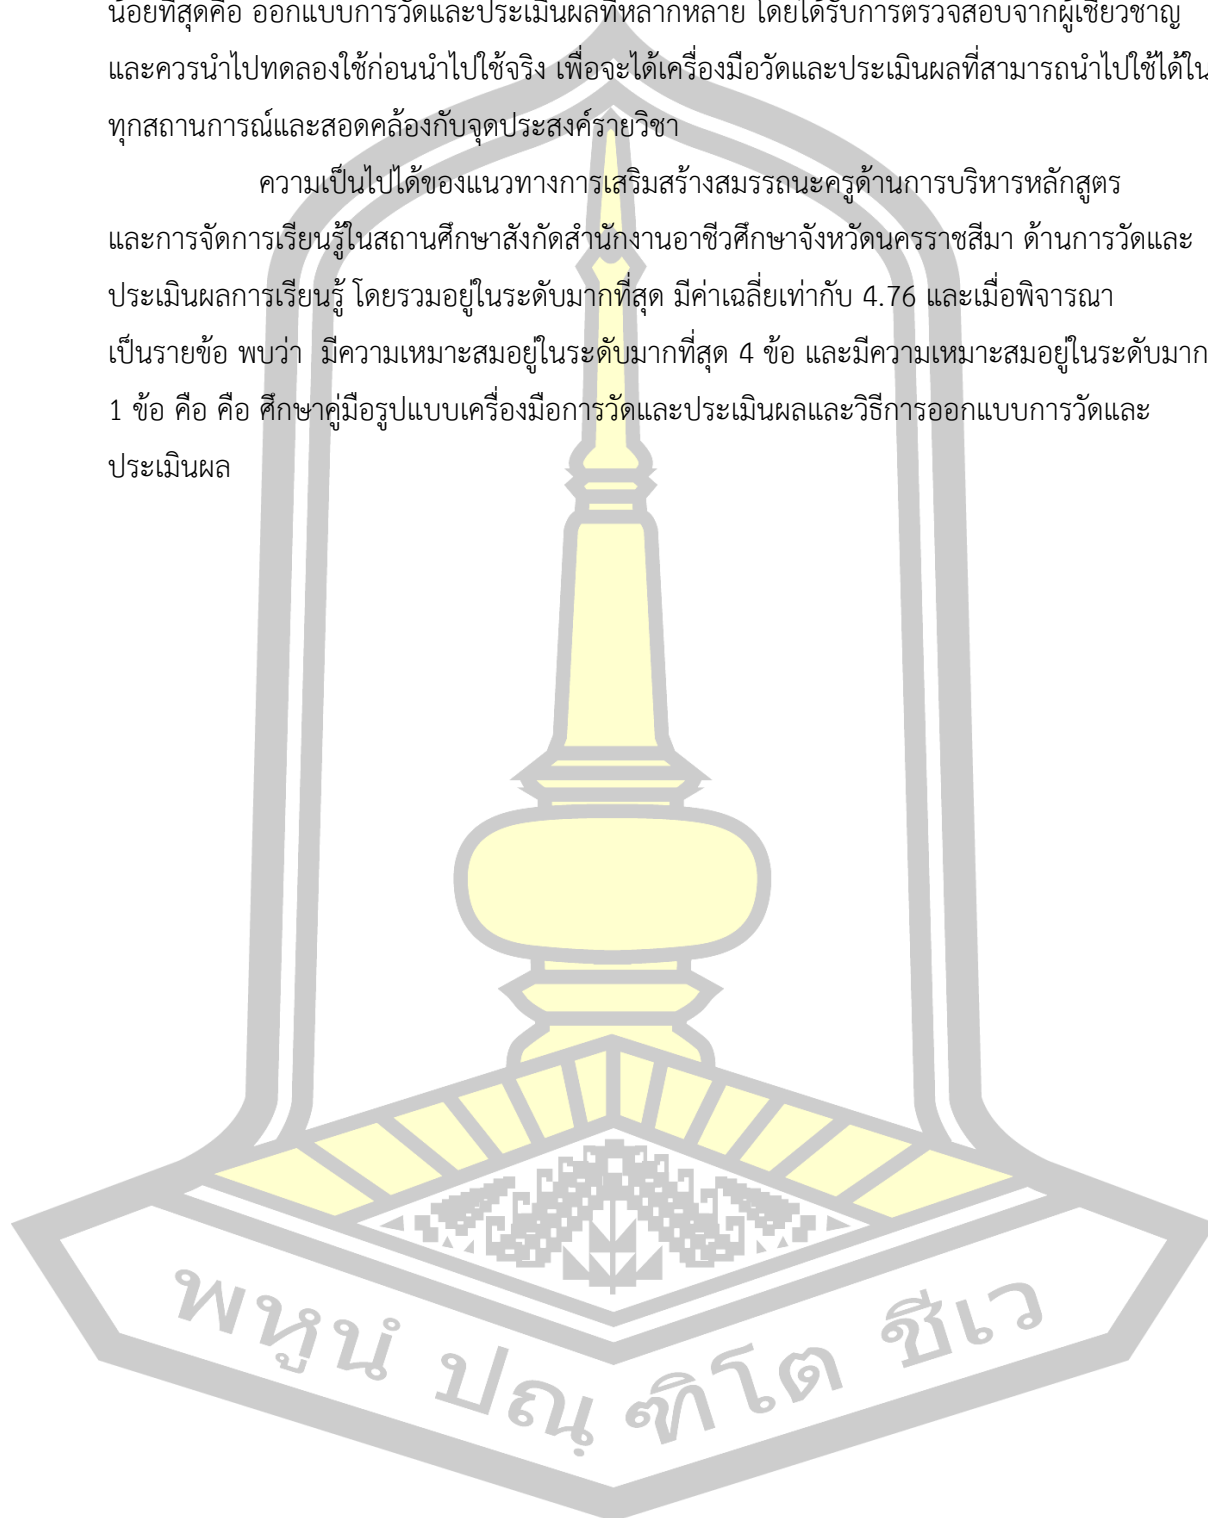 น้อยที่สุดคือ ออกแบบการวัดและประเมินผลที่หลากหลาย โดยได้รับการตรวจสอบจากผู้เชี่ยวชาญ
และควรนำไปทดลองใช้ก่อนนำไปใช้จริง เพื่อจะได้เครื่องมือวัดและประเมินผลที่สามารถนำไปใช้ได้ใน
ทุกสถานการณ์และสอดคล้องกับจุดประสงค์รายวิชา
ความเป็นไปได้ของแนวทางการเสริมสร้างสมรรถนะครูด้านการบริหารหลักสูตร
และการจัดการเรียนรู้ในสถานศึกษาสังกัดสำนักงานอาชีวศึกษาจังหวัดนครราชสีมา ด้านการวัดและ
ประเมินผลการเรียนรู้ โดยรวมอยู่ในระดับมากที่สุด มีค่าเฉลี่ยเท่ากับ 4.76 และเมื่อพิจารณา
เป็นรายข้อ พบว่า มีความเหมาะสมอยู่ในระดับมากที่สุด 4 ข้อ และมีความเหมาะสมอยู่ในระดับมาก
1 ข้อ คือ คือ ศึกษาคู่มือรูปแบบเครื่องมือการวัดและประเมินผลและวิธีการออกแบบการวัดและ
ประเมินผล
พหูนํ ปณฺ ฑิโต ชีเว